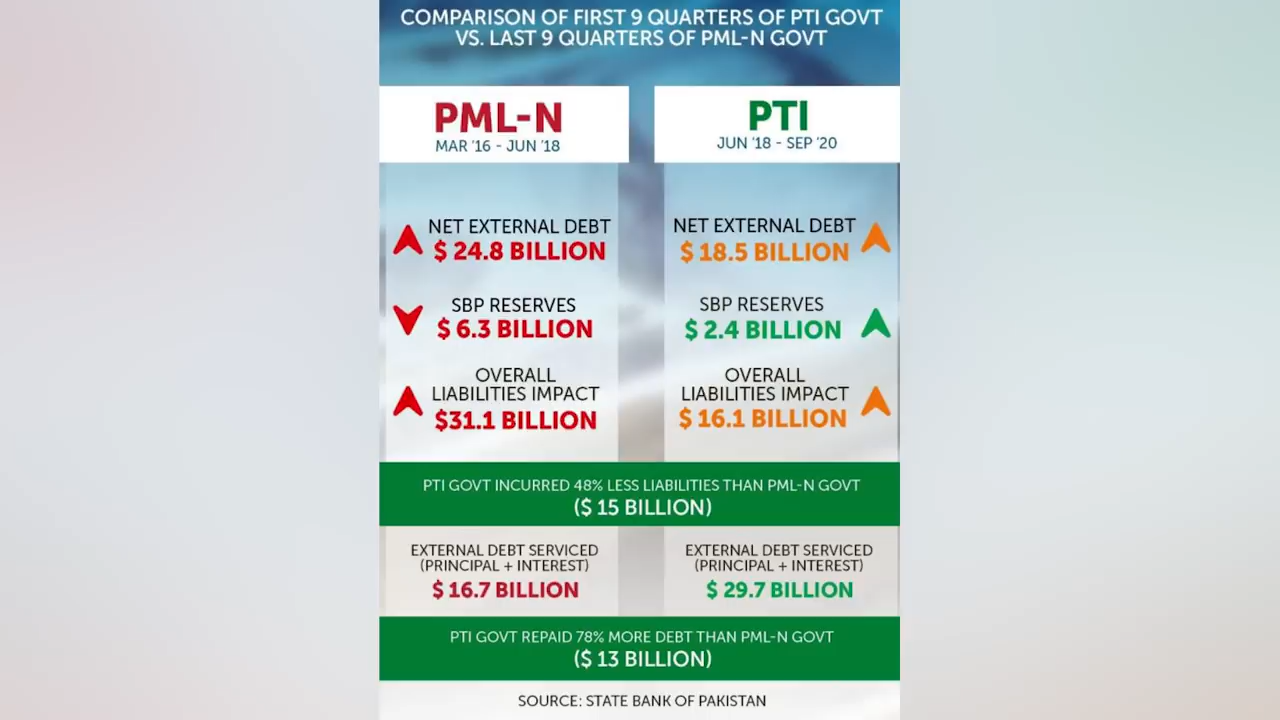 COMPARISON OF FIRST 9 QUARTERS OF PTI GOVT
VS. LAST 9 QUARTERS OF PML-N GOVT
PML-N
MAR '16 - JUN '18
PTI
JUN '18 - SEP '20
NET EXTERNAL DEBT
$ 24.8 BILLION
NET EXTERNAL DEBT
$ 18.5 BILLION
SBP RESERVES
$ 6.3 BILLION
SBP RESERVES
$ 2.4 BILLION
OVERALL
LIABILITIES IMPACT
$31.1 BILLION
OVERALL
LIABILITIES IMPACT
$ 16.1 BILLION
PTI GOVT INCURRED 48% LESS LIABILITIES THAN PML-N GOVT
($ 15 BILLION)
EXTERNAL DEBT SERVICED
(PRINCIPAL + INTEREST)
$ 16.7 BILLION
EXTERNAL DEBT SERVICED
(PRINCIPAL + INTEREST)
$ 29.7 BILLION
PTI GOVT REPAID 78% MORE DEBT THAN PML-N GOVT
($ 13 BILLION)
SOURCE: STATE BANK OF PAKISTAN